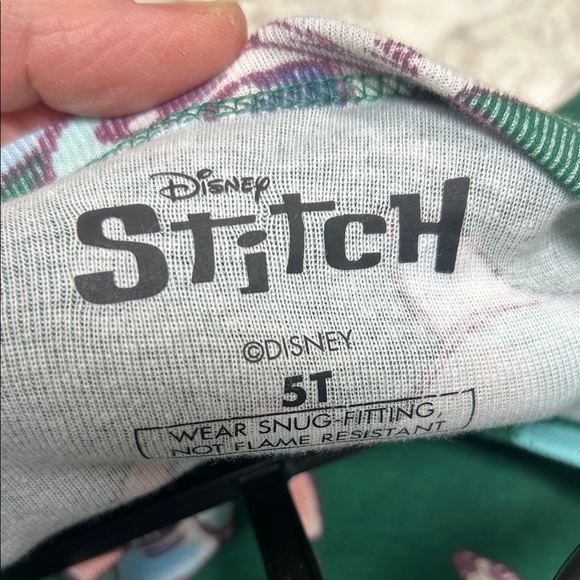 Disney
Stitch
©DISNEY
5T
WEAR SNUG-FITTING,
NOT FLAME RESISTANT